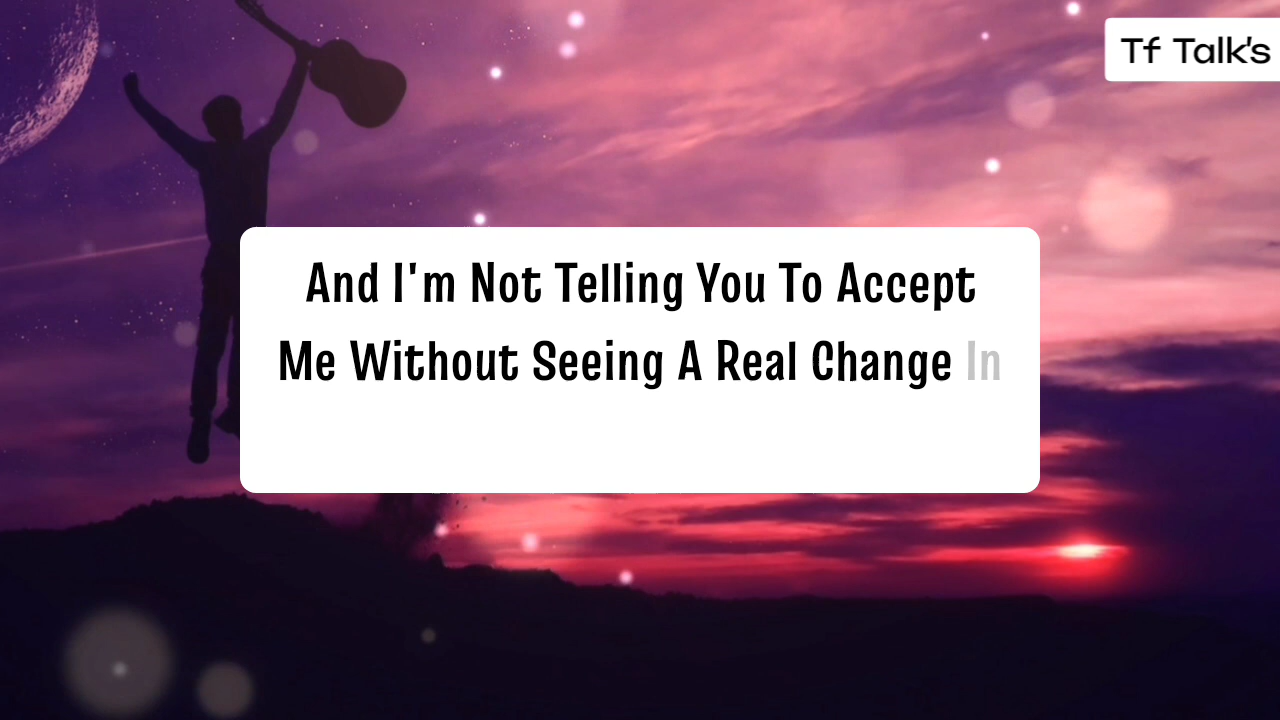 Tf Talk's
And I'm Not Telling You To Accept
Me Without Seeing A Real Change In